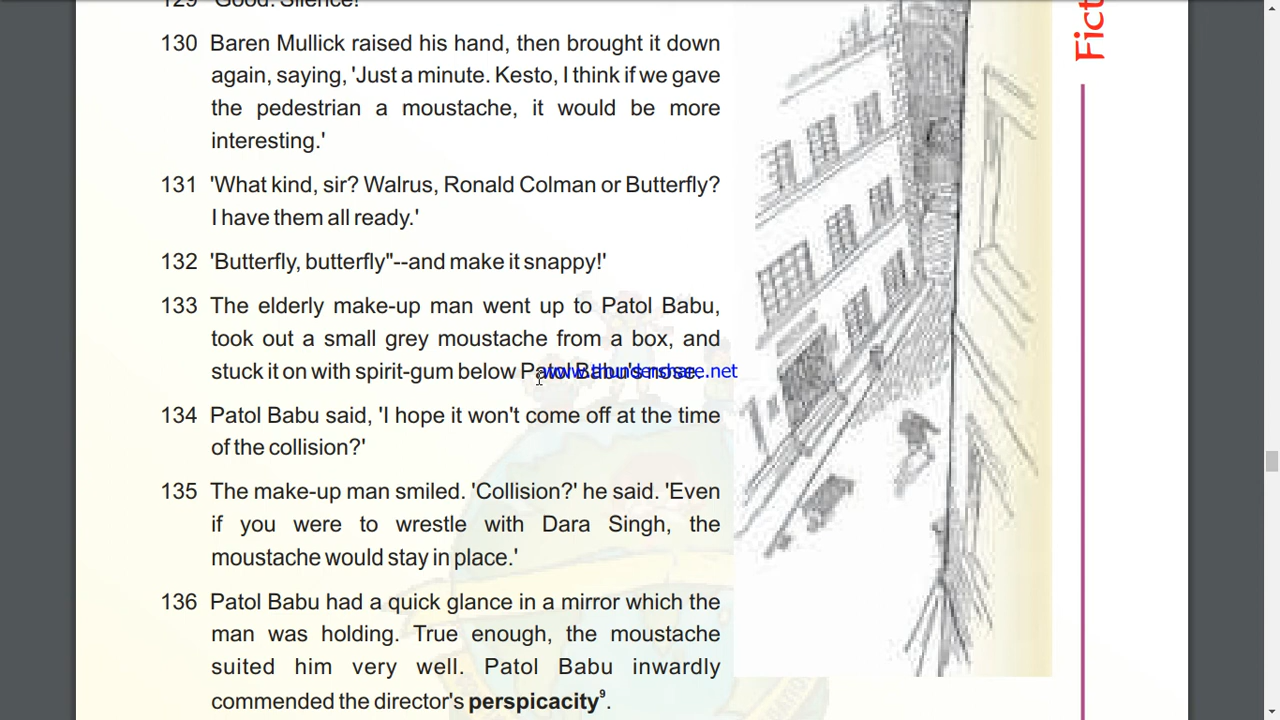 129 'Good! Silence!'
130 Baren Mullick raised his hand, then brought it down
again, saying, 'Just a minute. Kesto, I think if we gave
the pedestrian a moustache, it would be more
interesting.'
131 'What kind, sir? Walrus, Ronald Colman or Butterfly?
I have them all ready.'
132 'Butterfly, butterfly"--and make it snappy!'
133 The elderly make-up man went up to Patol Babu,
took out a small grey moustache from a box, and
stuck it on with spirit-gum below Patol Babu's nose.
www.thundershare.net
134 Patol Babu said, 'I hope it won't come off at the time
of the collision?'
135 The make-up man smiled. 'Collision?' he said. 'Even
if you were to wrestle with Dara Singh, the
moustache would stay in place.'
136 Patol Babu had a quick glance in a mirror which the
man was holding. True enough, the moustache
suited him very well. Patol Babu inwardly
commended the director's perspicacity⁹.
Fict